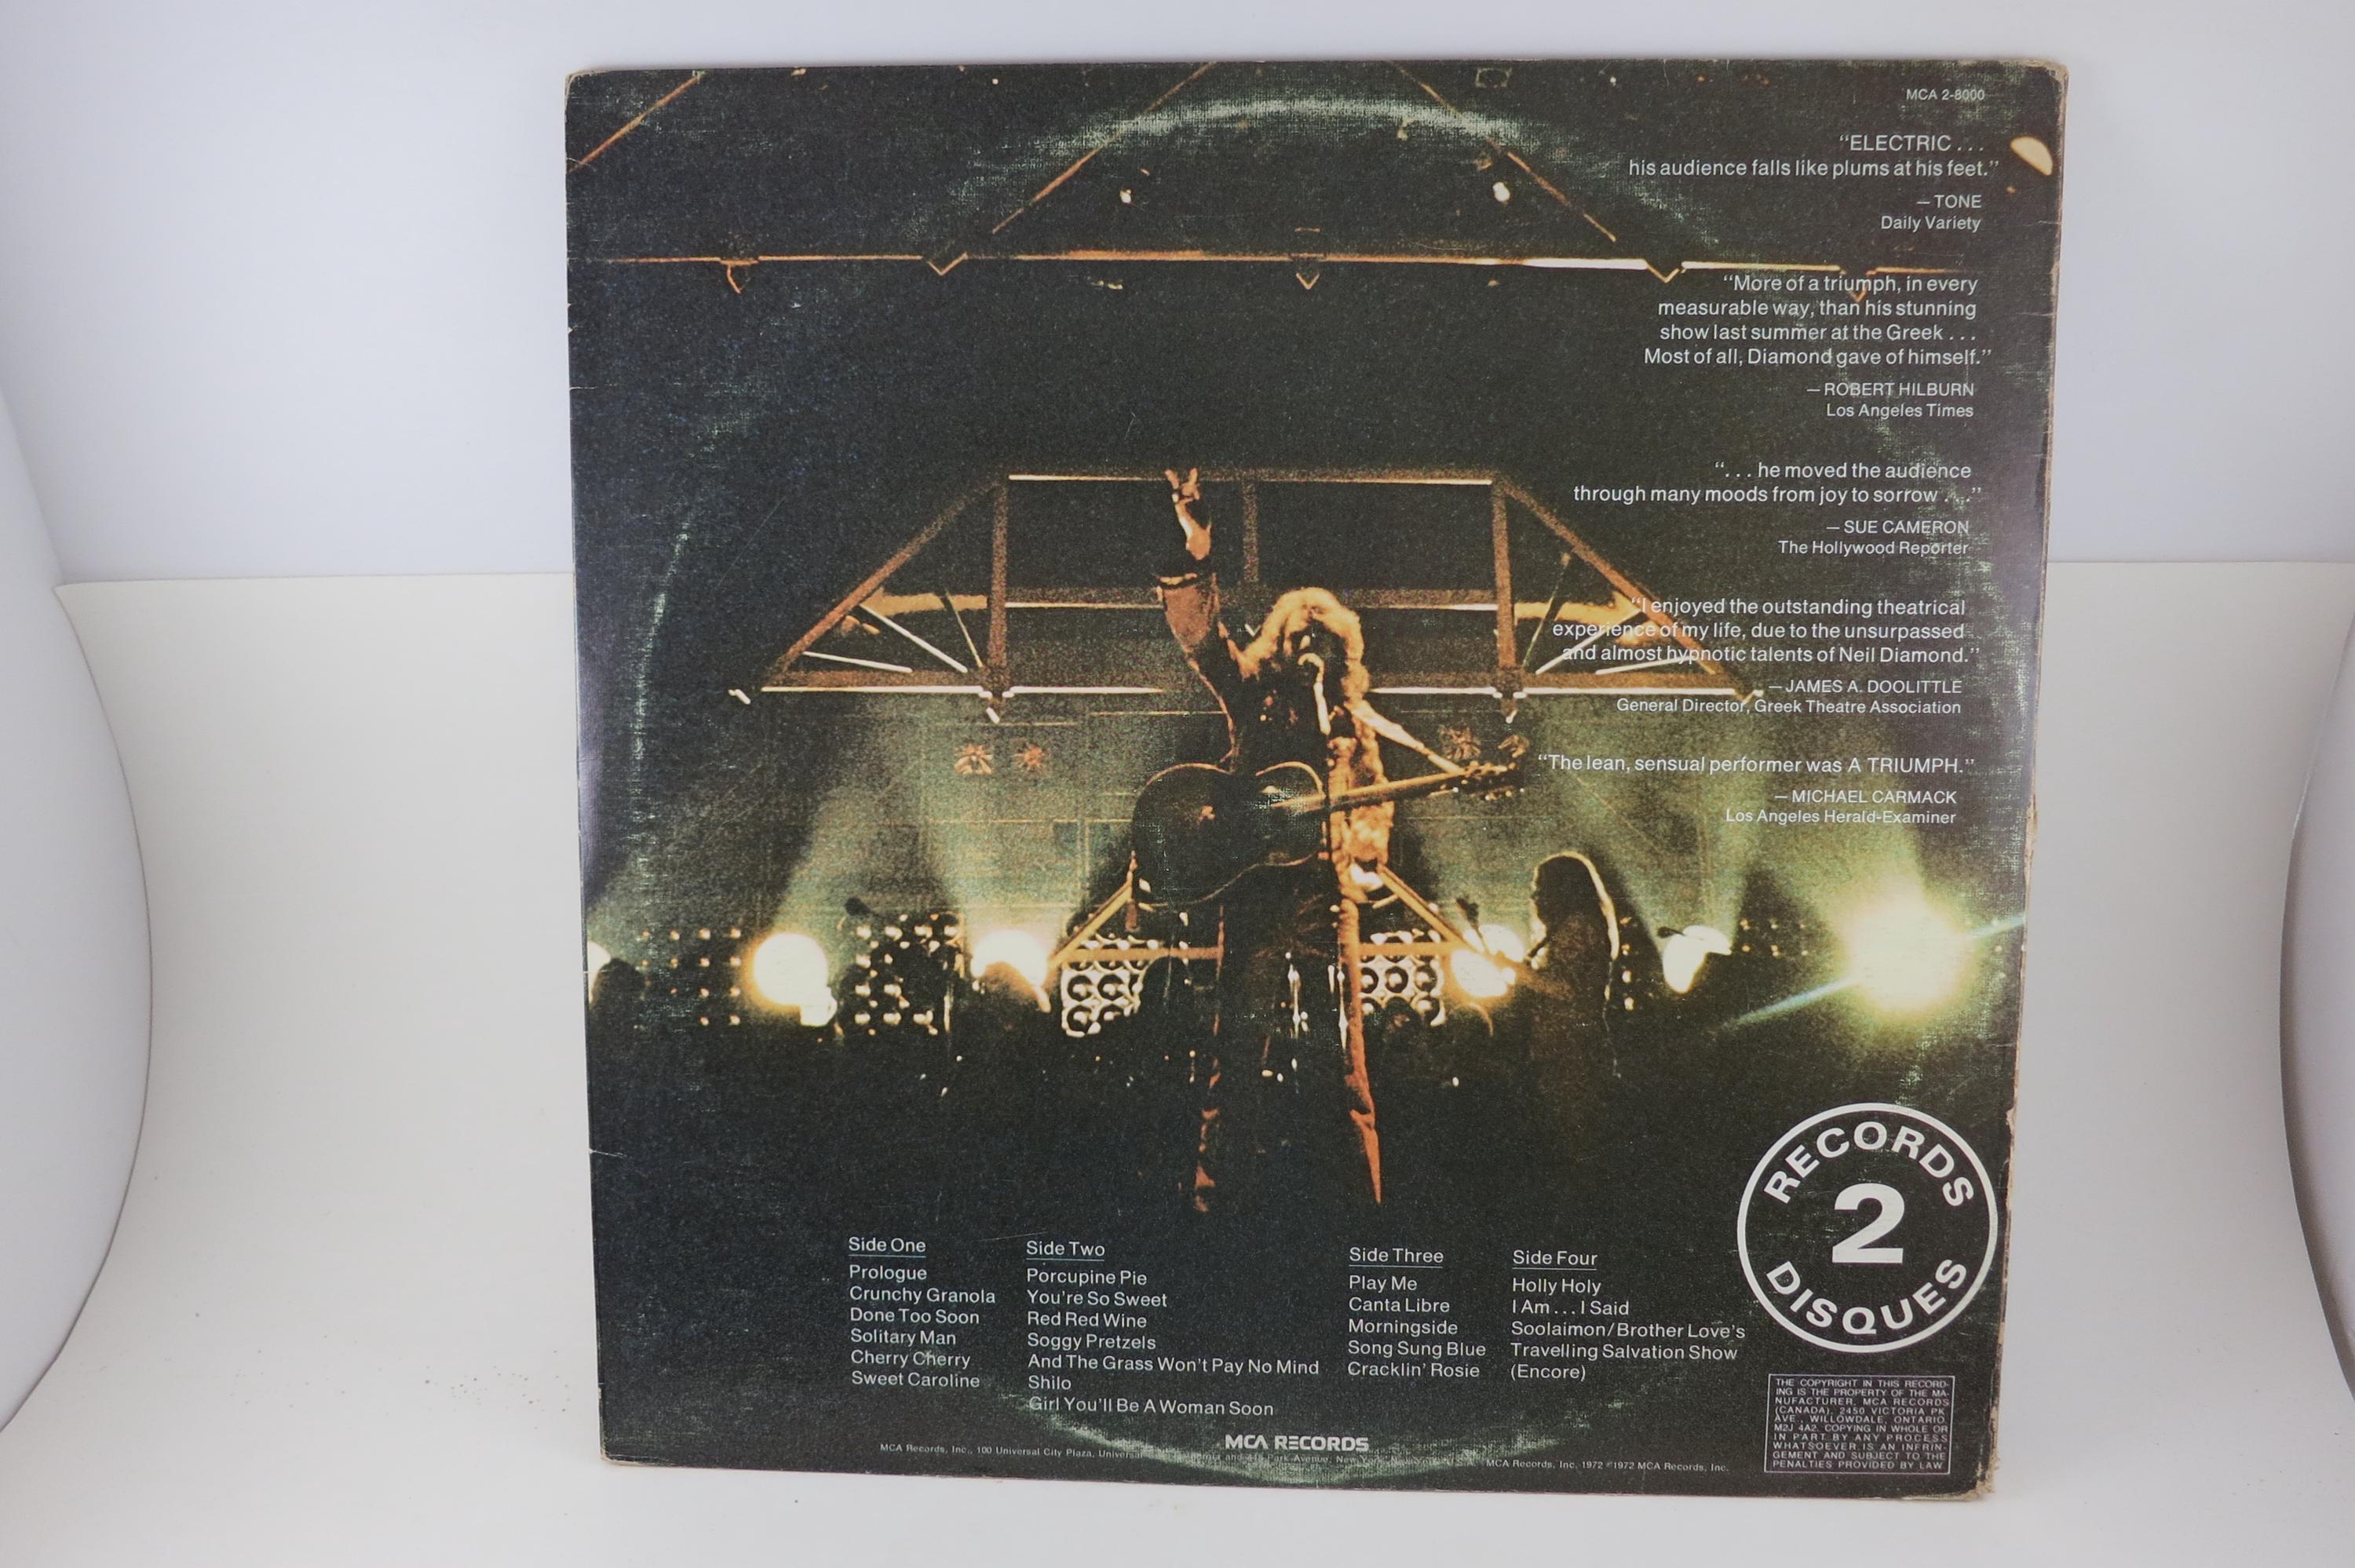 MCA 2-8000
“ELECTRIC . . .
his audience falls like plums at his feet.”
— TONE
Daily Variety
“More of a triumph, in every
measurable way, than his stunning
show last summer at the Greek . . .
Most of all, Diamond gave of himself.”
— ROBERT HILBURN
Los Angeles Times
“. . . he moved the audience
through many moods from joy to sorrow . . .”
— SUE CAMERON
The Hollywood Reporter
“I enjoyed the outstanding theatrical
experience of my life, due to the unsurpassed
and almost hypnotic talents of Neil Diamond.”
— JAMES A. DOOLITTLE
General Director, Greek Theatre Association
“The lean, sensual performer was A TRIUMPH.”
— MICHAEL CARMACK
Los Angeles Herald-Examiner
RECORDS
2
DISQUES
Side One
Prologue
Crunchy Granola
Done Too Soon
Solitary Man
Cherry Cherry
Sweet Caroline
Side Two
Porcupine Pie
You're So Sweet
Red Red Wine
Soggy Pretzels
And The Grass Won't Pay No Mind
Shilo
Girl You'll Be A Woman Soon
Side Three
Play Me
Canta Libre
Morningside
Song Sung Blue
Cracklin' Rosie
Side Four
Holly Holy
I Am . . . I Said
Soolaimon/Brother Love's
Travelling Salvation Show
(Encore)
THE COPYRIGHT IN THIS RECORD-
ING IS THE PROPERTY OF THE MA-
NUFACTURER, MCA RECORDS
(CANADA), 2450 VICTORIA PK.
AVE., WILLOWDALE, ONTARIO.
M2J 4A2. COPYING IN WHOLE OR
IN PART BY ANY PROCESS
WHATSOEVER IS AN INFRIN-
GEMENT AND SUBJECT TO THE
PENALTIES PROVIDED BY LAW.
MCA RECORDS
MCA Records, Inc., 100 Universal City Plaza, and Park Avenue, New
MCA Records, Inc. 1972 ©1972 MCA Records, Inc.